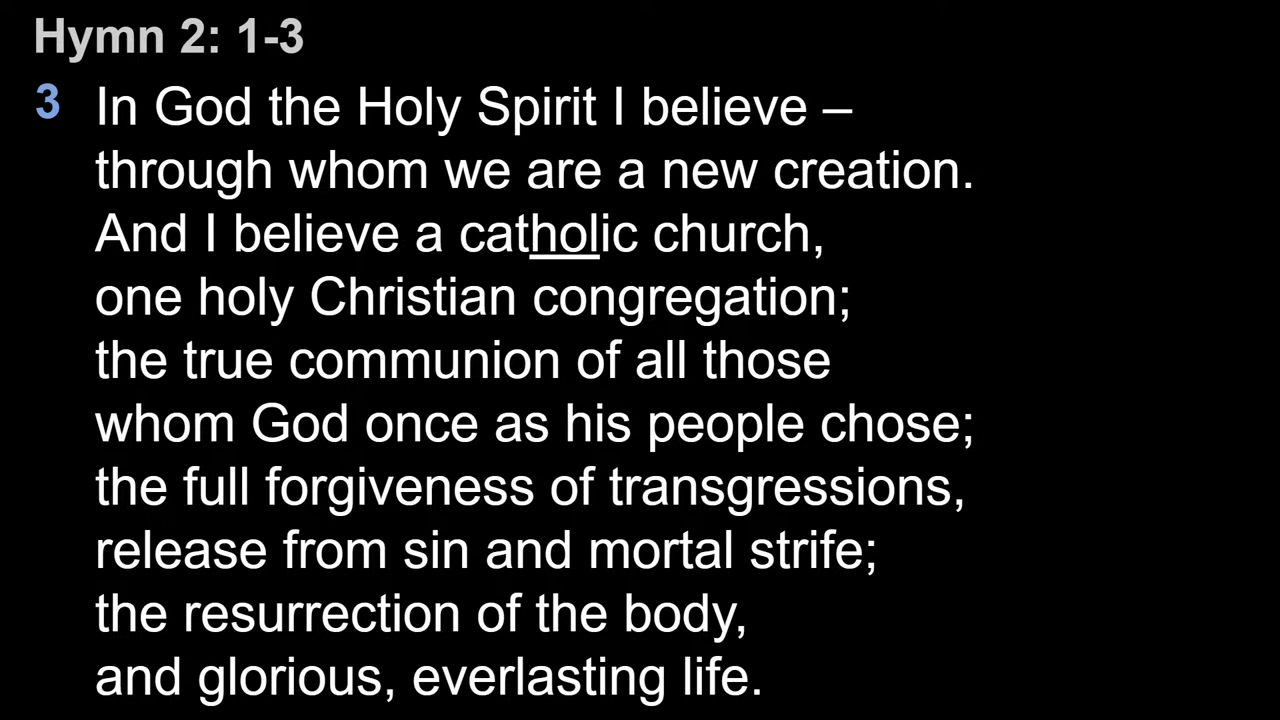 Hymn 2: 1-3
3 In God the Holy Spirit I believe –
through whom we are a new creation.
And I believe a catholic church,
one holy Christian congregation;
the true communion of all those
whom God once as his people chose;
the full forgiveness of transgressions,
release from sin and mortal strife;
the resurrection of the body,
and glorious, everlasting life.